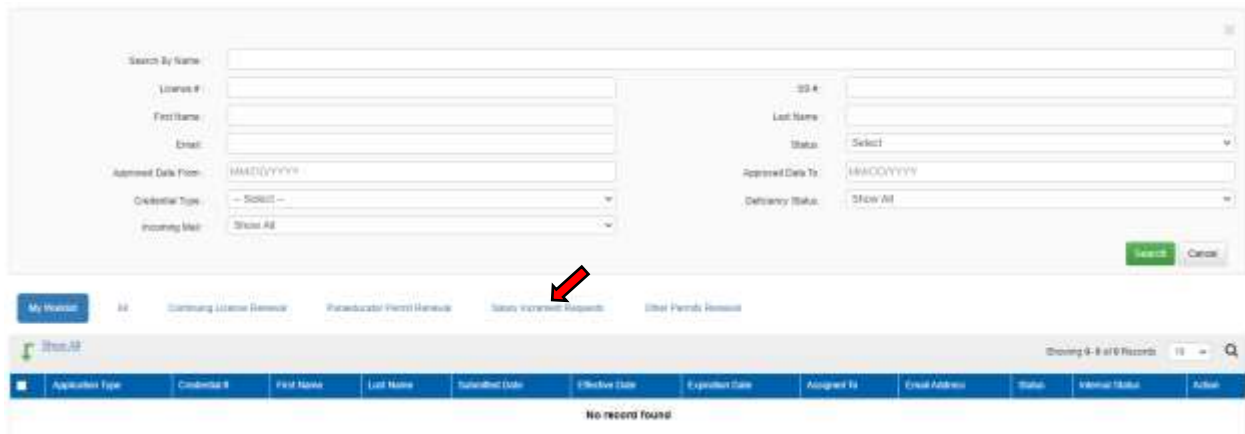 Search By Name:
License #: SS #:
First Name: Last Name:
Email: Status: Select
Approved Date From: MM/DD/YYYY Approved Date To: MM/DD/YYYY
Credential Type: -- Select -- Deficiency Status: Show All
Incoming Mail: Show All
Search Cancel
My Worklist All Continuing License Renewal Paraeducator Permit Renewal Salary Increment Requests Other Permits Renewal
Show All Showing 0-0 of 0 Records 10
Application Type Credential # First Name Last Name Submitted Date Effective Date Expiration Date Assigned To Email Address Status Internal Status Action
No record found